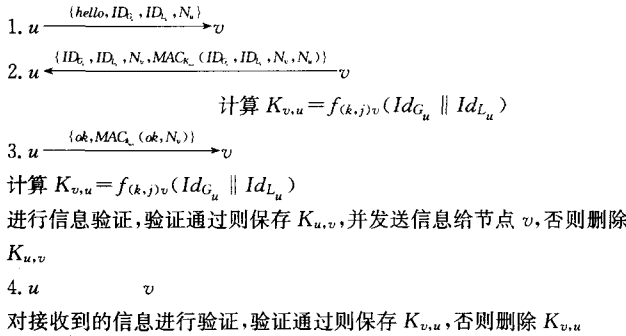 {hello,ID_{G_u},ID_{L_u},N_u}
1. u → v
{ID_{G_v},ID_{L_v},N_v,MAC_{K_{v,u}}(ID_{G_v},ID_{L_v},N_v,N_u)}
2. u ← v
计算 K_{v,u}=f_{(k,j)v}(Id_{G_u} ‖ Id_{L_u})
{ok,MAC(ok,N_v)}
3. u → v
计算 K_{v,u}=f_{(k,j)v}(Id_{G_u} ‖ Id_{L_u})
进行信息验证,验证通过则保存 K_{u,v},并发送信息给节点 v,否则删除
K_{u,v}
4. u v
对接收到的信息进行验证,验证通过则保存 K_{v,u},否则删除 K_{v,u}